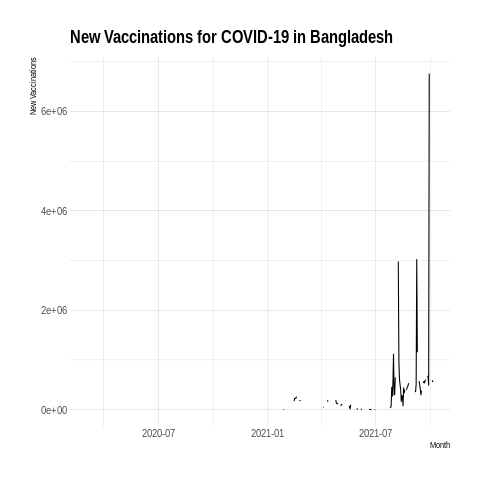 New Vaccinations for COVID-19 in Bangladesh
New Vaccinations
6e+06
4e+06
2e+06
0e+00
2020-07
2021-01
2021-07
Month